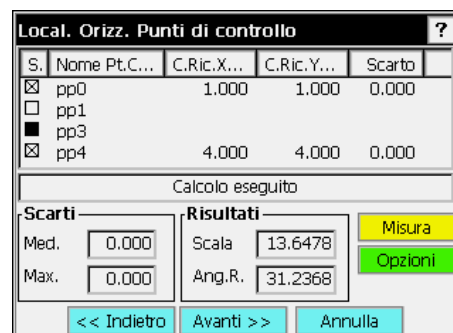 Local. Orizz. Punti di controllo ?
S. Nome Pt.C... C.Ric.X... C.Ric.Y... Scarto
pp0 1.000 1.000 0.000
pp1
pp3
pp4 4.000 4.000 0.000
Calcolo eseguito
Scarti Risultati
Misura
Med. 0.000 Scala 13.6478
Opzioni
Max. 0.000 Ang.R. 31.2368
<< Indietro Avanti >> Annulla